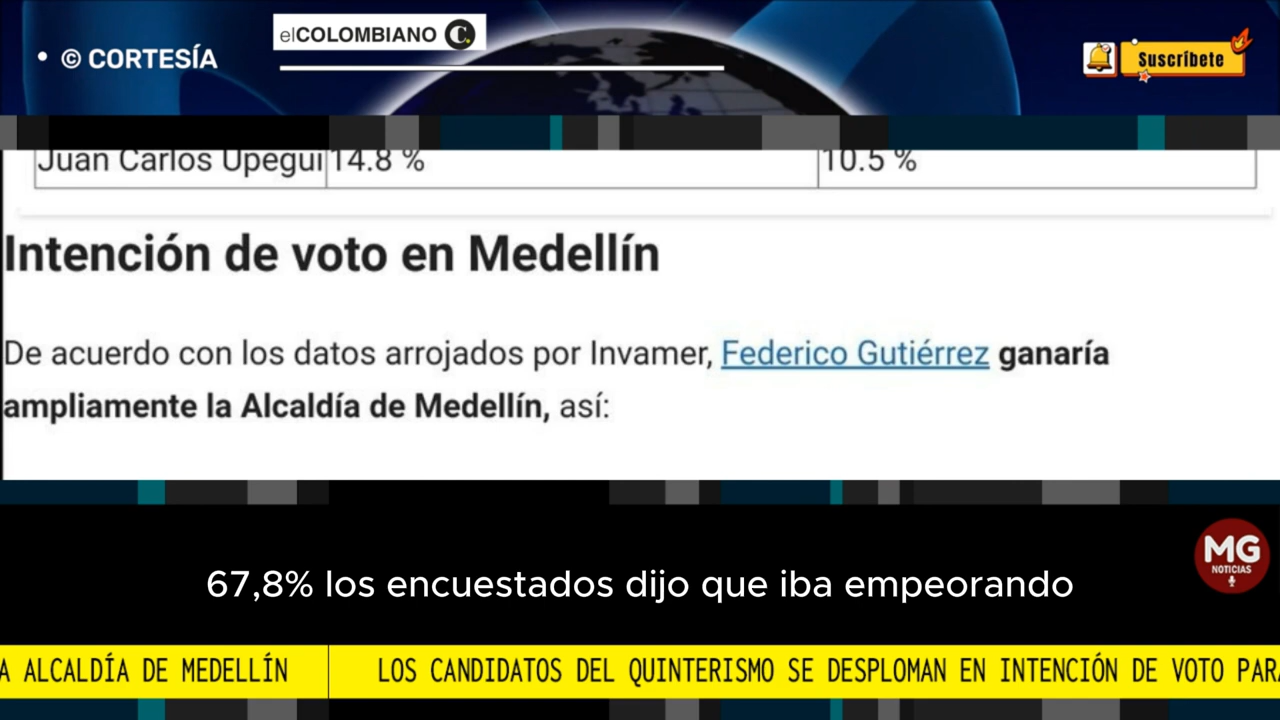 • © CORTESÍA
elCOLOMBIANO C
Suscríbete
Juan Carlos Upegui 14.8 % 10.5 %
Intención de voto en Medellín
De acuerdo con los datos arrojados por Invamer, Federico Gutiérrez ganaría
ampliamente la Alcaldía de Medellín, así:
MG
NOTICIAS
67,8% los encuestados dijo que iba empeorando
A ALCALDÍA DE MEDELLÍN LOS CANDIDATOS DEL QUINTERISMO SE DESPLOMAN EN INTENCIÓN DE VOTO PARA